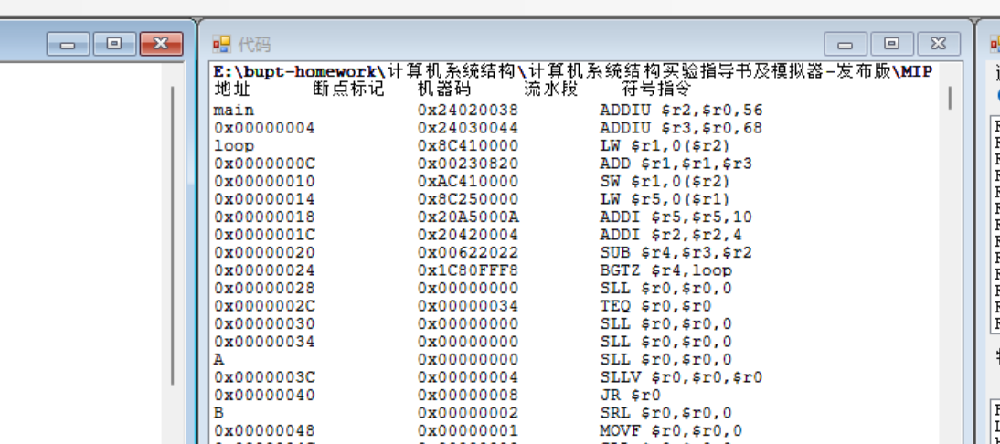 代码
E:\bupt-homework\计算机系统结构\计算机系统结构实验指导书及模拟器-发布版\MIP
地址 断点标记 机器码 流水段 符号指令
main 0x24020038 ADDIU $r2,$r0,56
0x00000004 0x24030044 ADDIU $r3,$r0,68
loop 0x8C410000 LW $r1,0($r2)
0x0000000C 0x00230820 ADD $r1,$r1,$r3
0x00000010 0xAC410000 SW $r1,0($r2)
0x00000014 0x8C250000 LW $r5,0($r1)
0x00000018 0x20A5000A ADDI $r5,$r5,10
0x0000001C 0x20420004 ADDI $r2,$r2,4
0x00000020 0x00622022 SUB $r4,$r3,$r2
0x00000024 0x1C80FFF8 BGTZ $r4,loop
0x00000028 0x00000000 SLL $r0,$r0,0
0x0000002C 0x00000034 TEQ $r0,$r0
0x00000030 0x00000000 SLL $r0,$r0,0
0x00000034 0x00000000 SLL $r0,$r0,0
A 0x00000000 SLL $r0,$r0,0
0x0000003C 0x00000004 SLLV $r0,$r0,$r0
0x00000040 0x00000008 JR $r0
B 0x00000002 SRL $r0,$r0,0
0x00000048 0x00000001 MOVF $r0,$r0,0